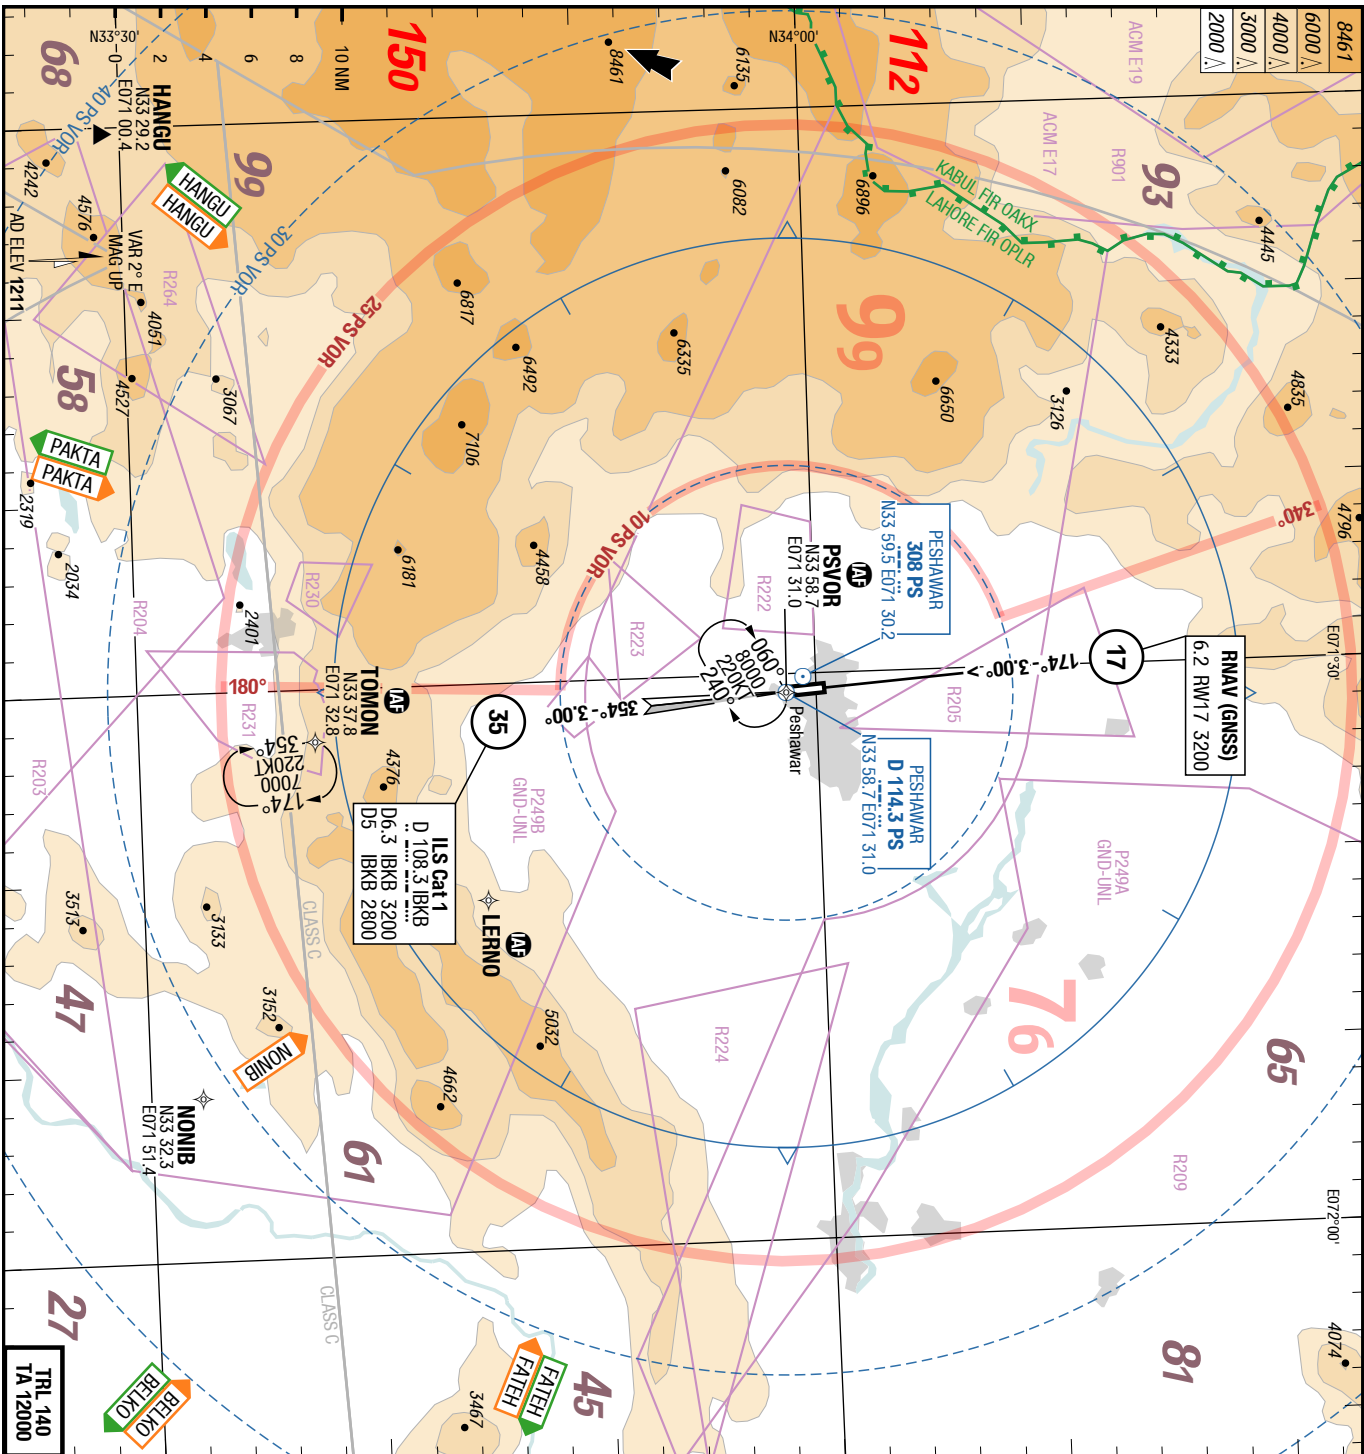 8461
6000
4000
3000
2000
ACM E19
112
6135
8461
N34°00'
150
10 NM
8
6
4
2
0
N33°30'
68
HANGU
N33 29.2
E071 00.4
40 PS VOR
4242
4576
VAR 2° E
MAG UP
AD ELEV 1211
HANGU
HANGU
99
30 PS VOR
R264
4051
4527
3067
58
25 PS VOR
6817
6492
7106
6335
6082
6896
ACM E17
R901
93
KABUL FIR OAKX
LAHORE FIR OPLR
4445
4333
4835
3126
6650
99
4796
340°
PAKTA
PAKTA
2319
2034
R204
2401
R230
6181
4458
10 PS VOR
R222
R223
IAF
PSVOR
N33 58.7
E071 31.0
PESHAWAR
308 PS
N33 59.5 E071 30.2
060°
8000
220KT
240°
Peshawar
174°-3.00°
17
RNAV (GNSS)
6.2 RW17 3200
E071°30'
R205
PESHAWAR
D 114.3 PS
N33 58.7 E071 31.0
354°-3.00°
35
IAF
TOMON
N33 37.8
E071 32.8
180°
R231
354°
220KT
7000
174°
4376
P249B
GND-UNL
ILS Cat 1
D 108.3 IBKB
D6.3 IBKB 3200
D5 IBKB 2800
IAF
LERNO
P249A
GND-UNL
R203
3513
3133
CLASS C
3152
NONIB
47
5032
4662
R224
76
65
R209
NONIB
N33 32.3
E071 51.4
61
E072°00'
CLASS C
27
BELKO
BELKO
FATEH
FATEH
3467
45
81
4074
TRL 140
TA 12000